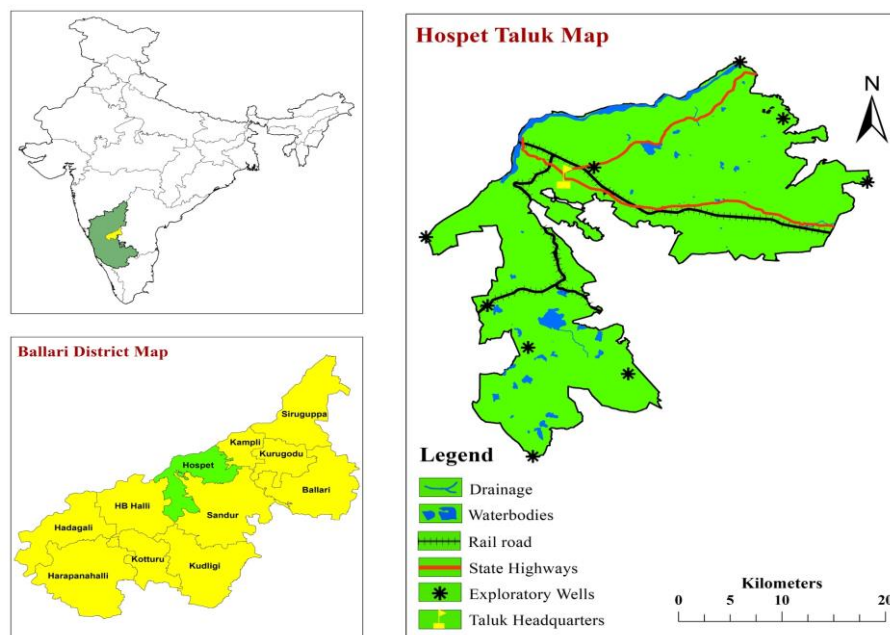 Ballari District Map
Siruguppa
Kampli
Kurugodu
Hospet
Ballari
HB Halli
Sandur
Hadagali
Kotturu
Kudligi
Harapanahalli
Hospet Taluk Map
N
Legend
Drainage
Waterbodies
Rail road
State Highways
Exploratory Wells
Taluk Headquarters
Kilometers
0 5 10 20